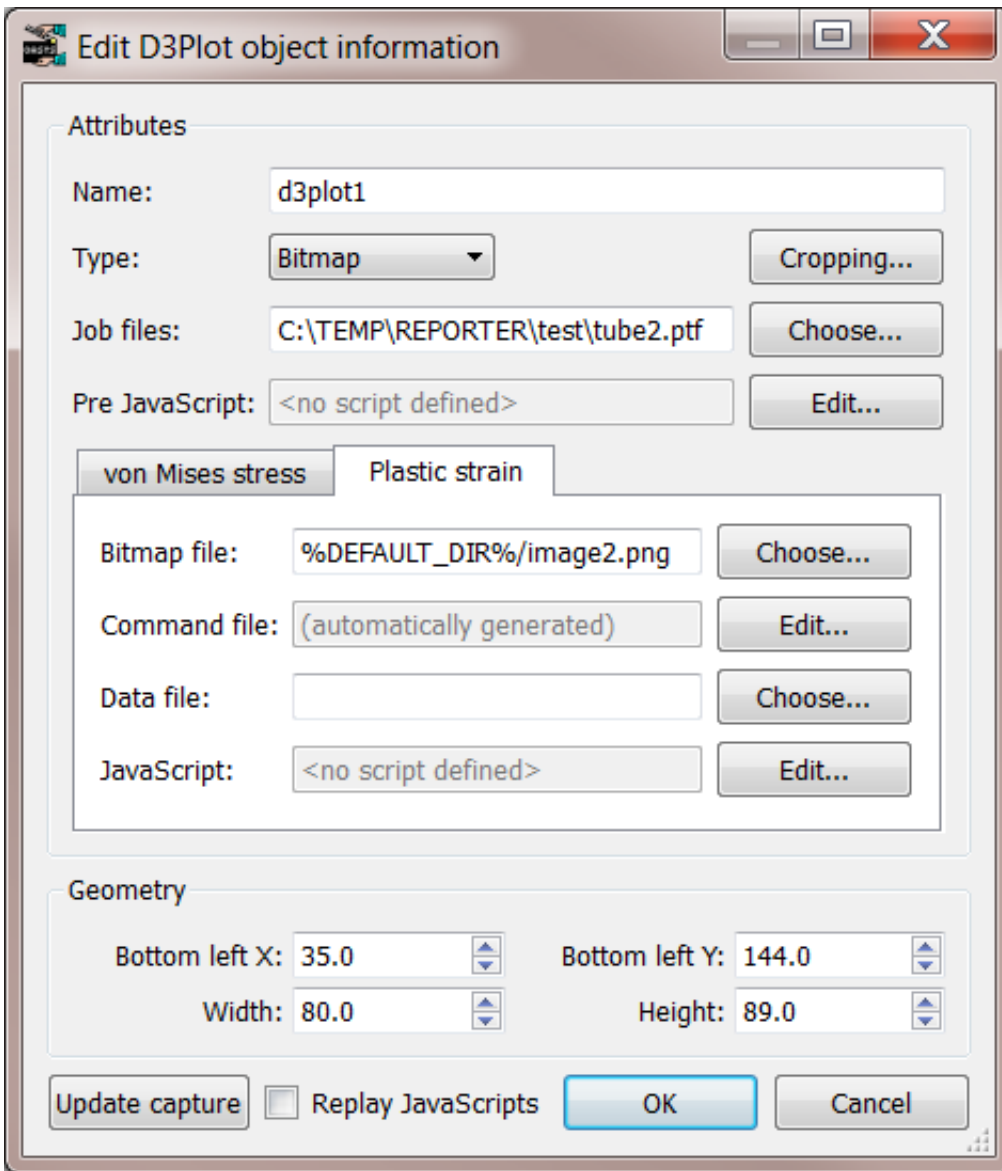 Edit D3Plot object information
Attributes
Name: d3plot1
Type: Bitmap Cropping...
Job files: C:\TEMP\REPORTER\test\tube2.ptf Choose...
Pre JavaScript: <no script defined> Edit...
von Mises stress Plastic strain
Bitmap file: %DEFAULT_DIR%/image2.png Choose...
Command file: (automatically generated) Edit...
Data file: Choose...
JavaScript: <no script defined> Edit...
Geometry
Bottom left X: 35.0 Bottom left Y: 144.0
Width: 80.0 Height: 89.0
Update capture Replay JavaScripts OK Cancel